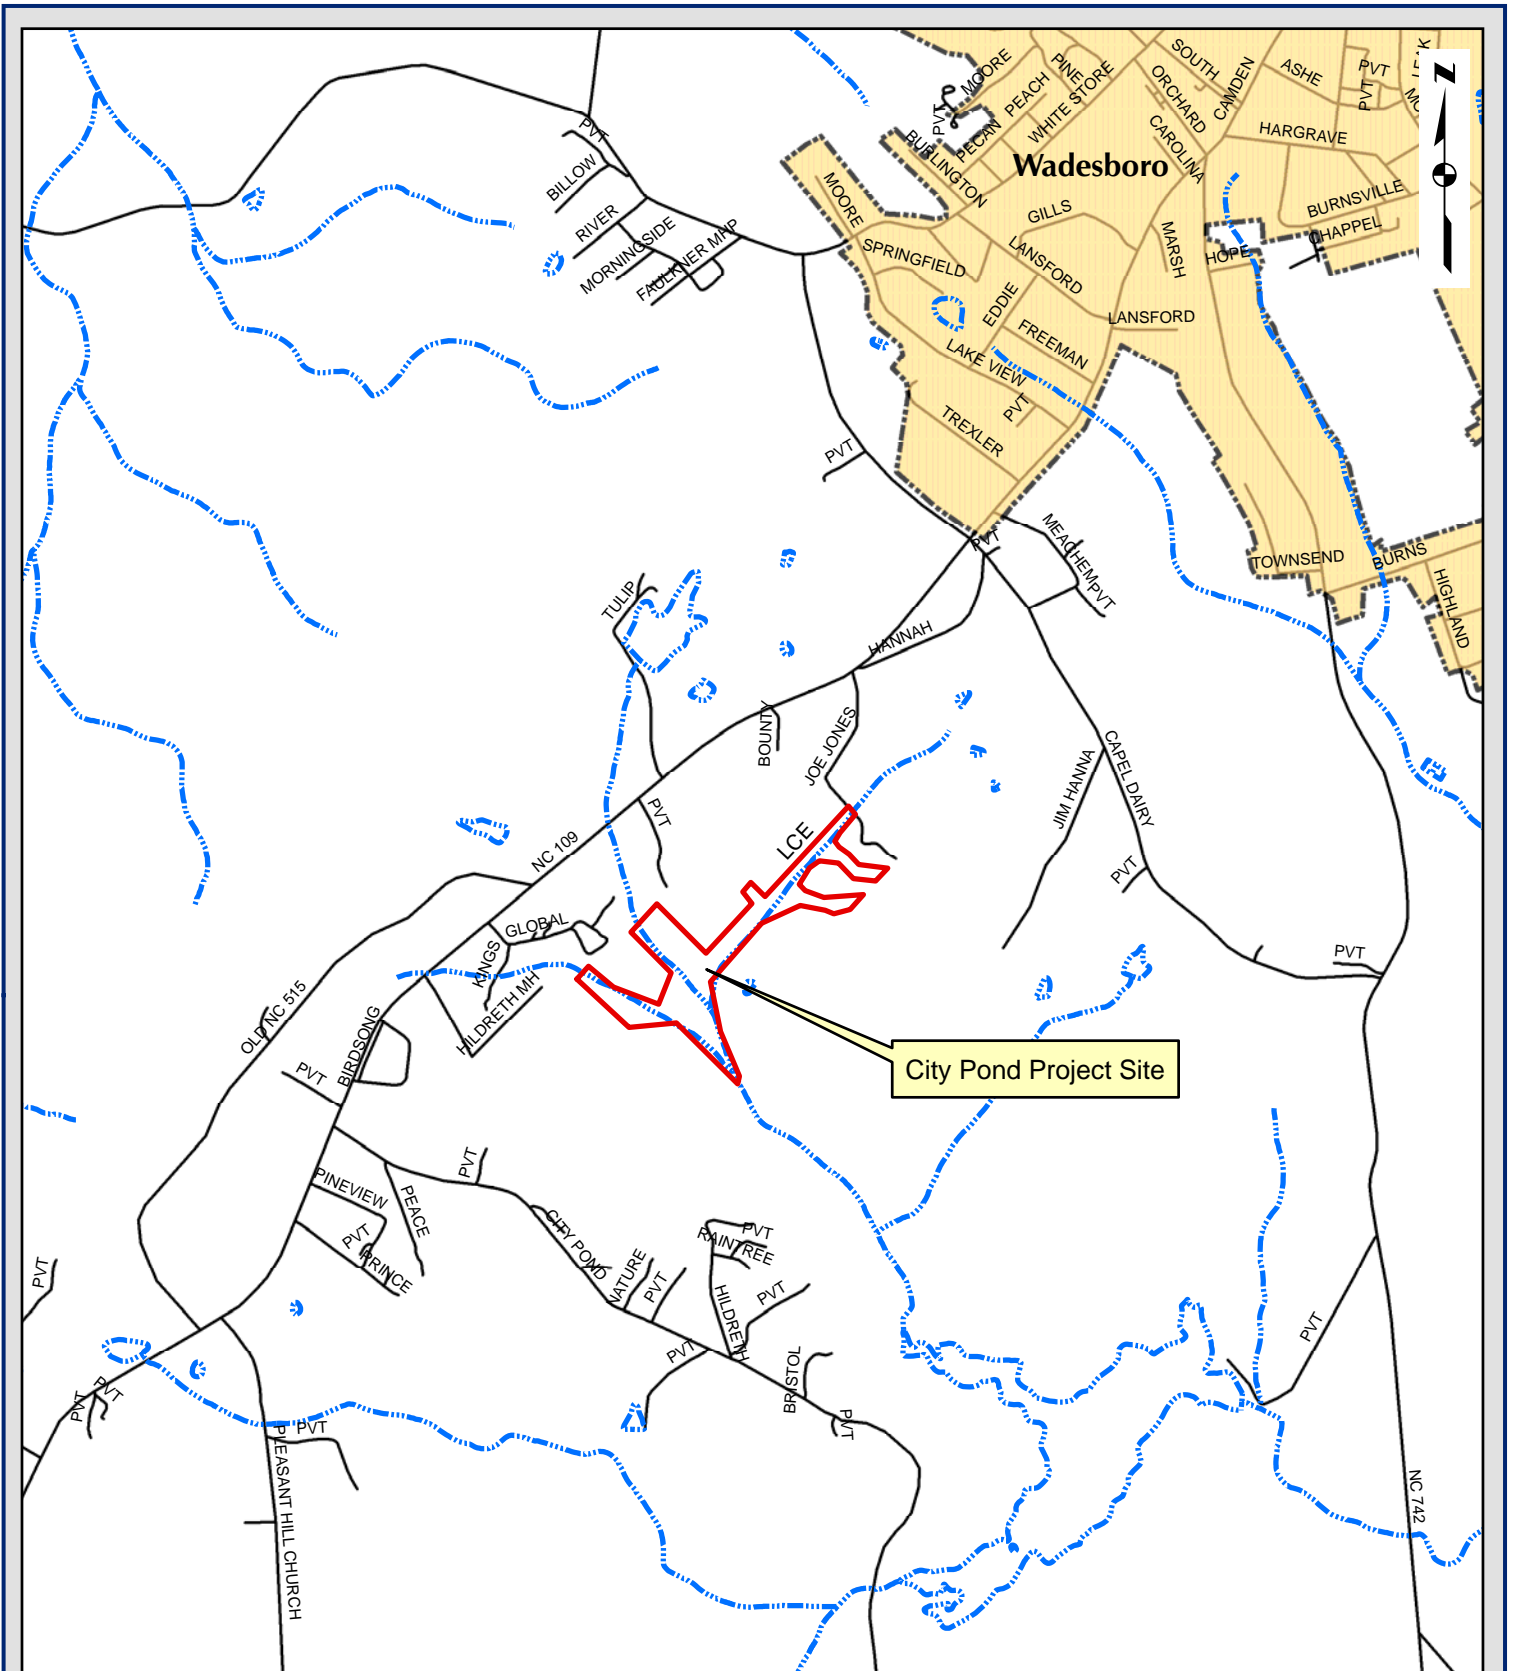 MOORE
PINE
SOUTH
CAMDEN
ASHE
PVT
PVT
PEACH
WHITE STORE
ORCHARD
PVT
PECAN
BURLINGTON
CAROLINA
HARGRAVE
Wadesboro
N
PVT
BILLOW
RIVER
MORNINGSIDE
FAULKNER MHP
MOORE
SPRINGFIELD
GILLS
LANSFORD
MARSH
HOPE
BURNSVILLE
CHAPPEL
EDDIE
FREEMAN
LANSFORD
LAKE VIEW
PVT
TREXLER
PVT
PVT
MEACHEM
PVT
TOWNSEND
BURNS
HIGHLAND
TULIP
HANNAH
BOUNTY
JOE JONES
JIM HANNA
CAPEL DAIRY
PVT
PVT
NC 109
LCE
GLOBAL
KINGS
HILDRETH MH
PVT
OLD NC 515
BIRDSONG
PVT
City Pond Project Site
PINEVIEW
PEACE
PVT
PVT
PRINCE
CITY POND
NATURE
PVT
RAINTREE
PVT
HILDRETH
PVT
PVT
PVT
PVT
BRISTOL
PVT
PVT
PVT
PVT
PLEASANT HILL CHURCH
NC 742